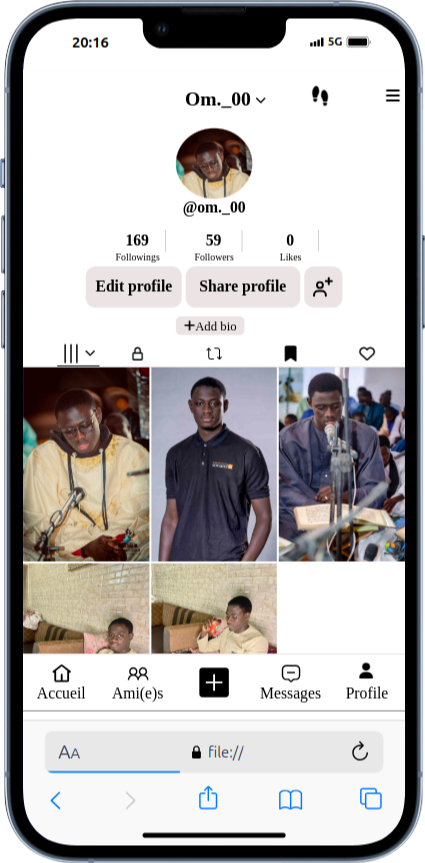 20:16
5G
Om._00
@om._00
169 59 0
Followings Followers Likes
Edit profile Share profile
+Add bio
Accueil Ami(e)s Messages Profile
AA file://